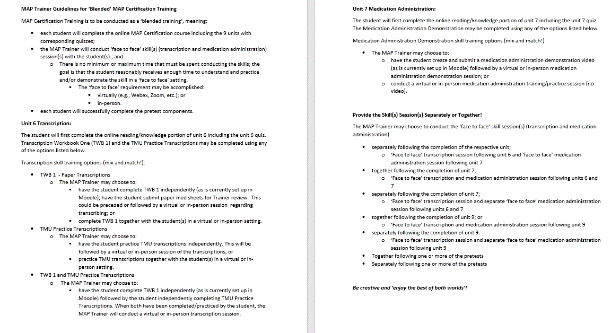 MAP Trainer Guidelines for 'Blended' MAP Certification Training
MAP Certification Training is to be conducted as a 'blended training', meaning:
• each student will complete the online MAP Certification course including the 9 units with
corresponding quizzes;
• the MAP Trainer will conduct 'face to face' skill(s) (transcription and medication administration)
session(s) with the student(s); and
o There is no minimum or maximum time that must be spent conducting the skills; the
goal is that the student reasonably receives enough time to understand and practice
and/or demonstrate the skill in a 'face to face' setting.
▪ The 'face to face' requirement may be accomplished:
• virtually (e.g., Webex, Zoom, etc.); or
• in-person.
• each student will successfully complete the pretest components.
Unit 6 Transcription:
The student will first complete the online reading/knowledge portion of unit 6 including the unit 6 quiz.
Transcription Workbook One (TWB 1) and the TMU Practice Transcriptions may be completed using any
of the options listed below.
Transcription skill training options (mix and match!):
• TWB 1 - Paper Transcriptions
o The MAP Trainer may choose to:
▪ have the student complete TWB 1 independently (as is currently set up in
Moodle), have the student submit paper med sheets for Trainer review. This
could be preceded or followed by a virtual or in-person session regarding
transcribing; or
▪ complete TWB 1 together with the student(s) in a virtual or in-person setting.
• TMU Practice Transcriptions
o The MAP Trainer may choose to:
▪ have the student practice TMU transcriptions independently. This will be
followed by a virtual or in-person session of the transcriptions; or
▪ practice TMU transcriptions together with the student(s) in a virtual or in-
person setting.
• TWB 1 and TMU Practice Transcriptions
o The MAP Trainer may choose to:
▪ have the student complete TWB 1 independently (as is currently set up in
Moodle) followed by the student independently completing TMU Practice
Transcriptions. When both have been completed/practiced by the student, the
MAP Trainer will conduct a virtual or in-person transcription session.
Unit 7 Medication Administration:
The student will first complete the online reading/knowledge portion of unit 7 including the unit 7 quiz.
The Medication Administration Demonstration may be completed using any of the options listed below.
Medication Administration Demonstration skill training options (mix and match!)
• The MAP Trainer may choose to:
o have the student create and submit a medication administration demonstration video
(as is currently set up in Moodle) followed by a virtual or in-person medication
administration demonstration session; or
o conduct a virtual or in-person medication administration training/practice session (no
video).
Provide the Skill(s) Session(s) Separately or Together!
The MAP Trainer may choose to conduct the 'face to face' skill session(s) (transcription and medication
administration):
• separately following the completion of the respective unit;
o 'Face to face' transcription session following unit 6 and 'face to face' medication
administration session following unit 7
• together following the completion of unit 7;
o 'Face to face' transcription and medication administration session following units 6 and
7
• separately following the completion of unit 7;
o 'Face to face' transcription session and separate 'face to face' medication administration
session following units 6 and 7
• together following the completion of unit 9; or
o 'Face to face' transcription and medication administration session following unit 9
• separately following the completion of unit 9
o 'Face to face' transcription session and separate 'face to face' medication administration
session following unit 9
• Together following one or more of the pretests
• Separately following one or more of the pretests
Be creative and 'enjoy the best of both worlds'!